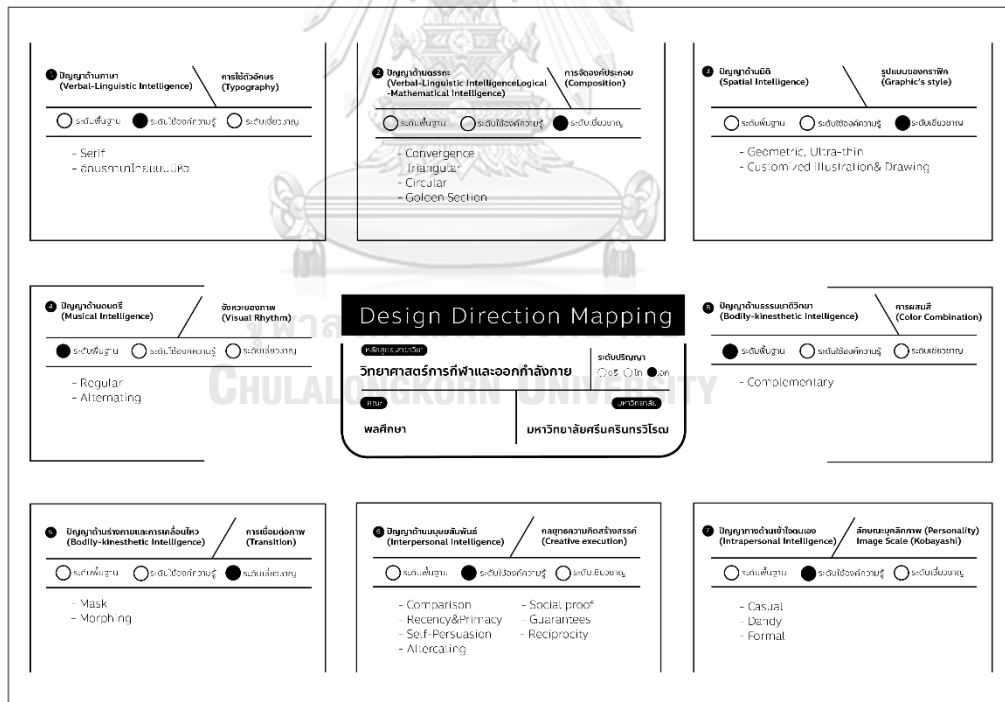 1 ปัญญาด้านภาษา
(Verbal-Linguistic Intelligence)
การใช้ตัวอักษร
(Typography)
ระดับพื้นฐาน ระดับใช้องค์ความรู้ ระดับเชี่ยวชาญ
- Serif
- อักษรภาษาไทยแบบมีหัว
2 ปัญญาด้านตรรกะ
(Verbal-Linguistic IntelligenceLogical
-Mathematical Intelligence)
การจัดองค์ประกอบ
(Composition)
ระดับพื้นฐาน ระดับใช้องค์ความรู้ ระดับเชี่ยวชาญ
- Convergence
- Triangular
- Circular
- Golden Section
3 ปัญญาด้านมิติ
(Spatial Intelligence)
รูปแบบของกราฟิก
(Graphic's style)
ระดับพื้นฐาน ระดับใช้องค์ความรู้ ระดับเชี่ยวชาญ
- Geometric, Ultra-thin
- Customized illustration& Drawing
4 ปัญญาด้านดนตรี
(Musical Intelligence)
จังหวะของภาพ
(Visual Rhythm)
ระดับพื้นฐาน ระดับใช้องค์ความรู้ ระดับเชี่ยวชาญ
- Regular
- Alternating
Design Direction Mapping
หลักสูตร,สาขาวิชา
วิทยาศาสตร์การกีฬาและออกกำลังกาย
ระดับปริญญา
ตรี โท เอก
คณะ
พลศึกษา
มหาวิทยาลัย
มหาวิทยาลัยศรีนครินทรวิโรฒ
8 ปัญญาด้านธรรมชาติวิทยา
(Bodily-kinesthetic Intelligence)
การผสมสี
(Color Combination)
ระดับพื้นฐาน ระดับใช้องค์ความรู้ ระดับเชี่ยวชาญ
- Complementary
CHULALONGKORN UNIVERSITY
5 ปัญญาด้านร่างกายและการเคลื่อนไหว
(Bodily-kinesthetic Intelligence)
การเชื่อมต่อภาพ
(Transition)
ระดับพื้นฐาน ระดับใช้องค์ความรู้ ระดับเชี่ยวชาญ
- Mask
- Morphing
6 ปัญญาด้านมนุษยสัมพันธ์
(Interpersonal Intelligence)
กลยุทธความคิดสร้างสรรค์
(Creative execution)
ระดับพื้นฐาน ระดับใช้องค์ความรู้ ระดับเชี่ยวชาญ
- Comparison
- Recency&Primacy
- Self-Persuasion
- Altercating
- Social proof
- Guarantees
- Reciprocity
7 ปัญญาทางด้านเข้าใจตนเอง
(Intrapersonal Intelligence)
ลักษณะบุคลิกภาพ (Personality)
Image Scale (Kobayashi)
ระดับพื้นฐาน ระดับใช้องค์ความรู้ ระดับเชี่ยวชาญ
- Casual
- Dandy
- Formal